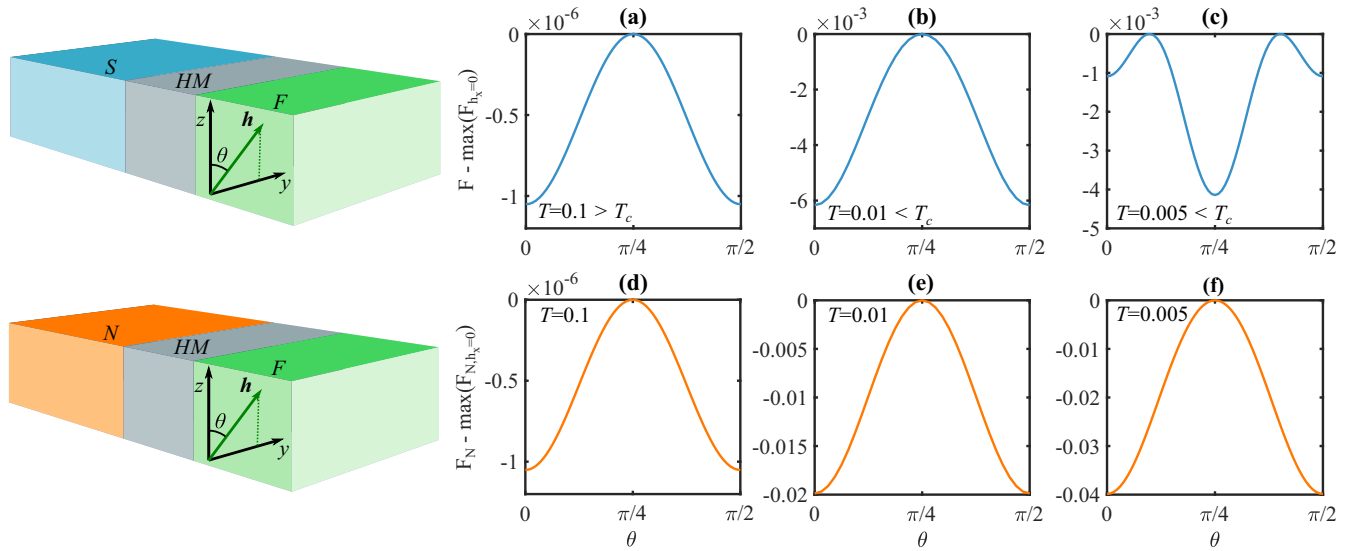 S
HM
F
z
h
θ
y
(a)
×10⁻⁶
F - max(F_{h_x=0})
0
-0.5
-1
T=0.1 > T_c
0
π/4
π/2
(b)
×10⁻³
0
-2
-4
-6
T=0.01 < T_c
0
π/4
π/2
(c)
×10⁻³
0
-1
-2
-3
-4
-5
T=0.005 < T_c
0
π/4
π/2
N
HM
F
z
h
θ
y
(d)
×10⁻⁶
F_N - max(F_{N,h_x=0})
0
-0.5
-1
T=0.1
0
π/4
π/2
θ
(e)
0
-0.005
-0.01
-0.015
-0.02
T=0.01
0
π/4
π/2
θ
(f)
0
-0.01
-0.02
-0.03
-0.04
T=0.005
0
π/4
π/2
θ